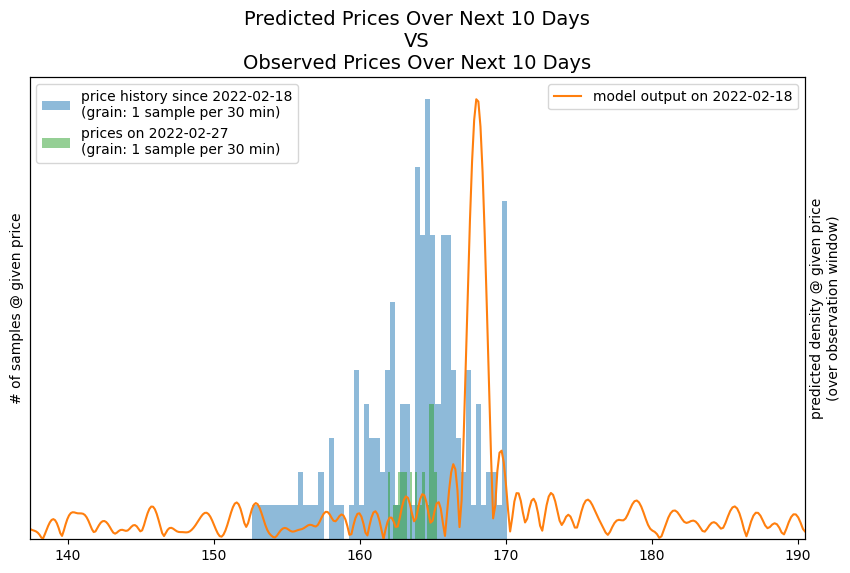 Predicted Prices Over Next 10 Days
VS
Observed Prices Over Next 10 Days
price history since 2022-02-18
(grain: 1 sample per 30 min)
prices on 2022-02-27
(grain: 1 sample per 30 min)
model output on 2022-02-18
# of samples @ given price
predicted density @ given price
(over observation window)
140 150 160 170 180 190